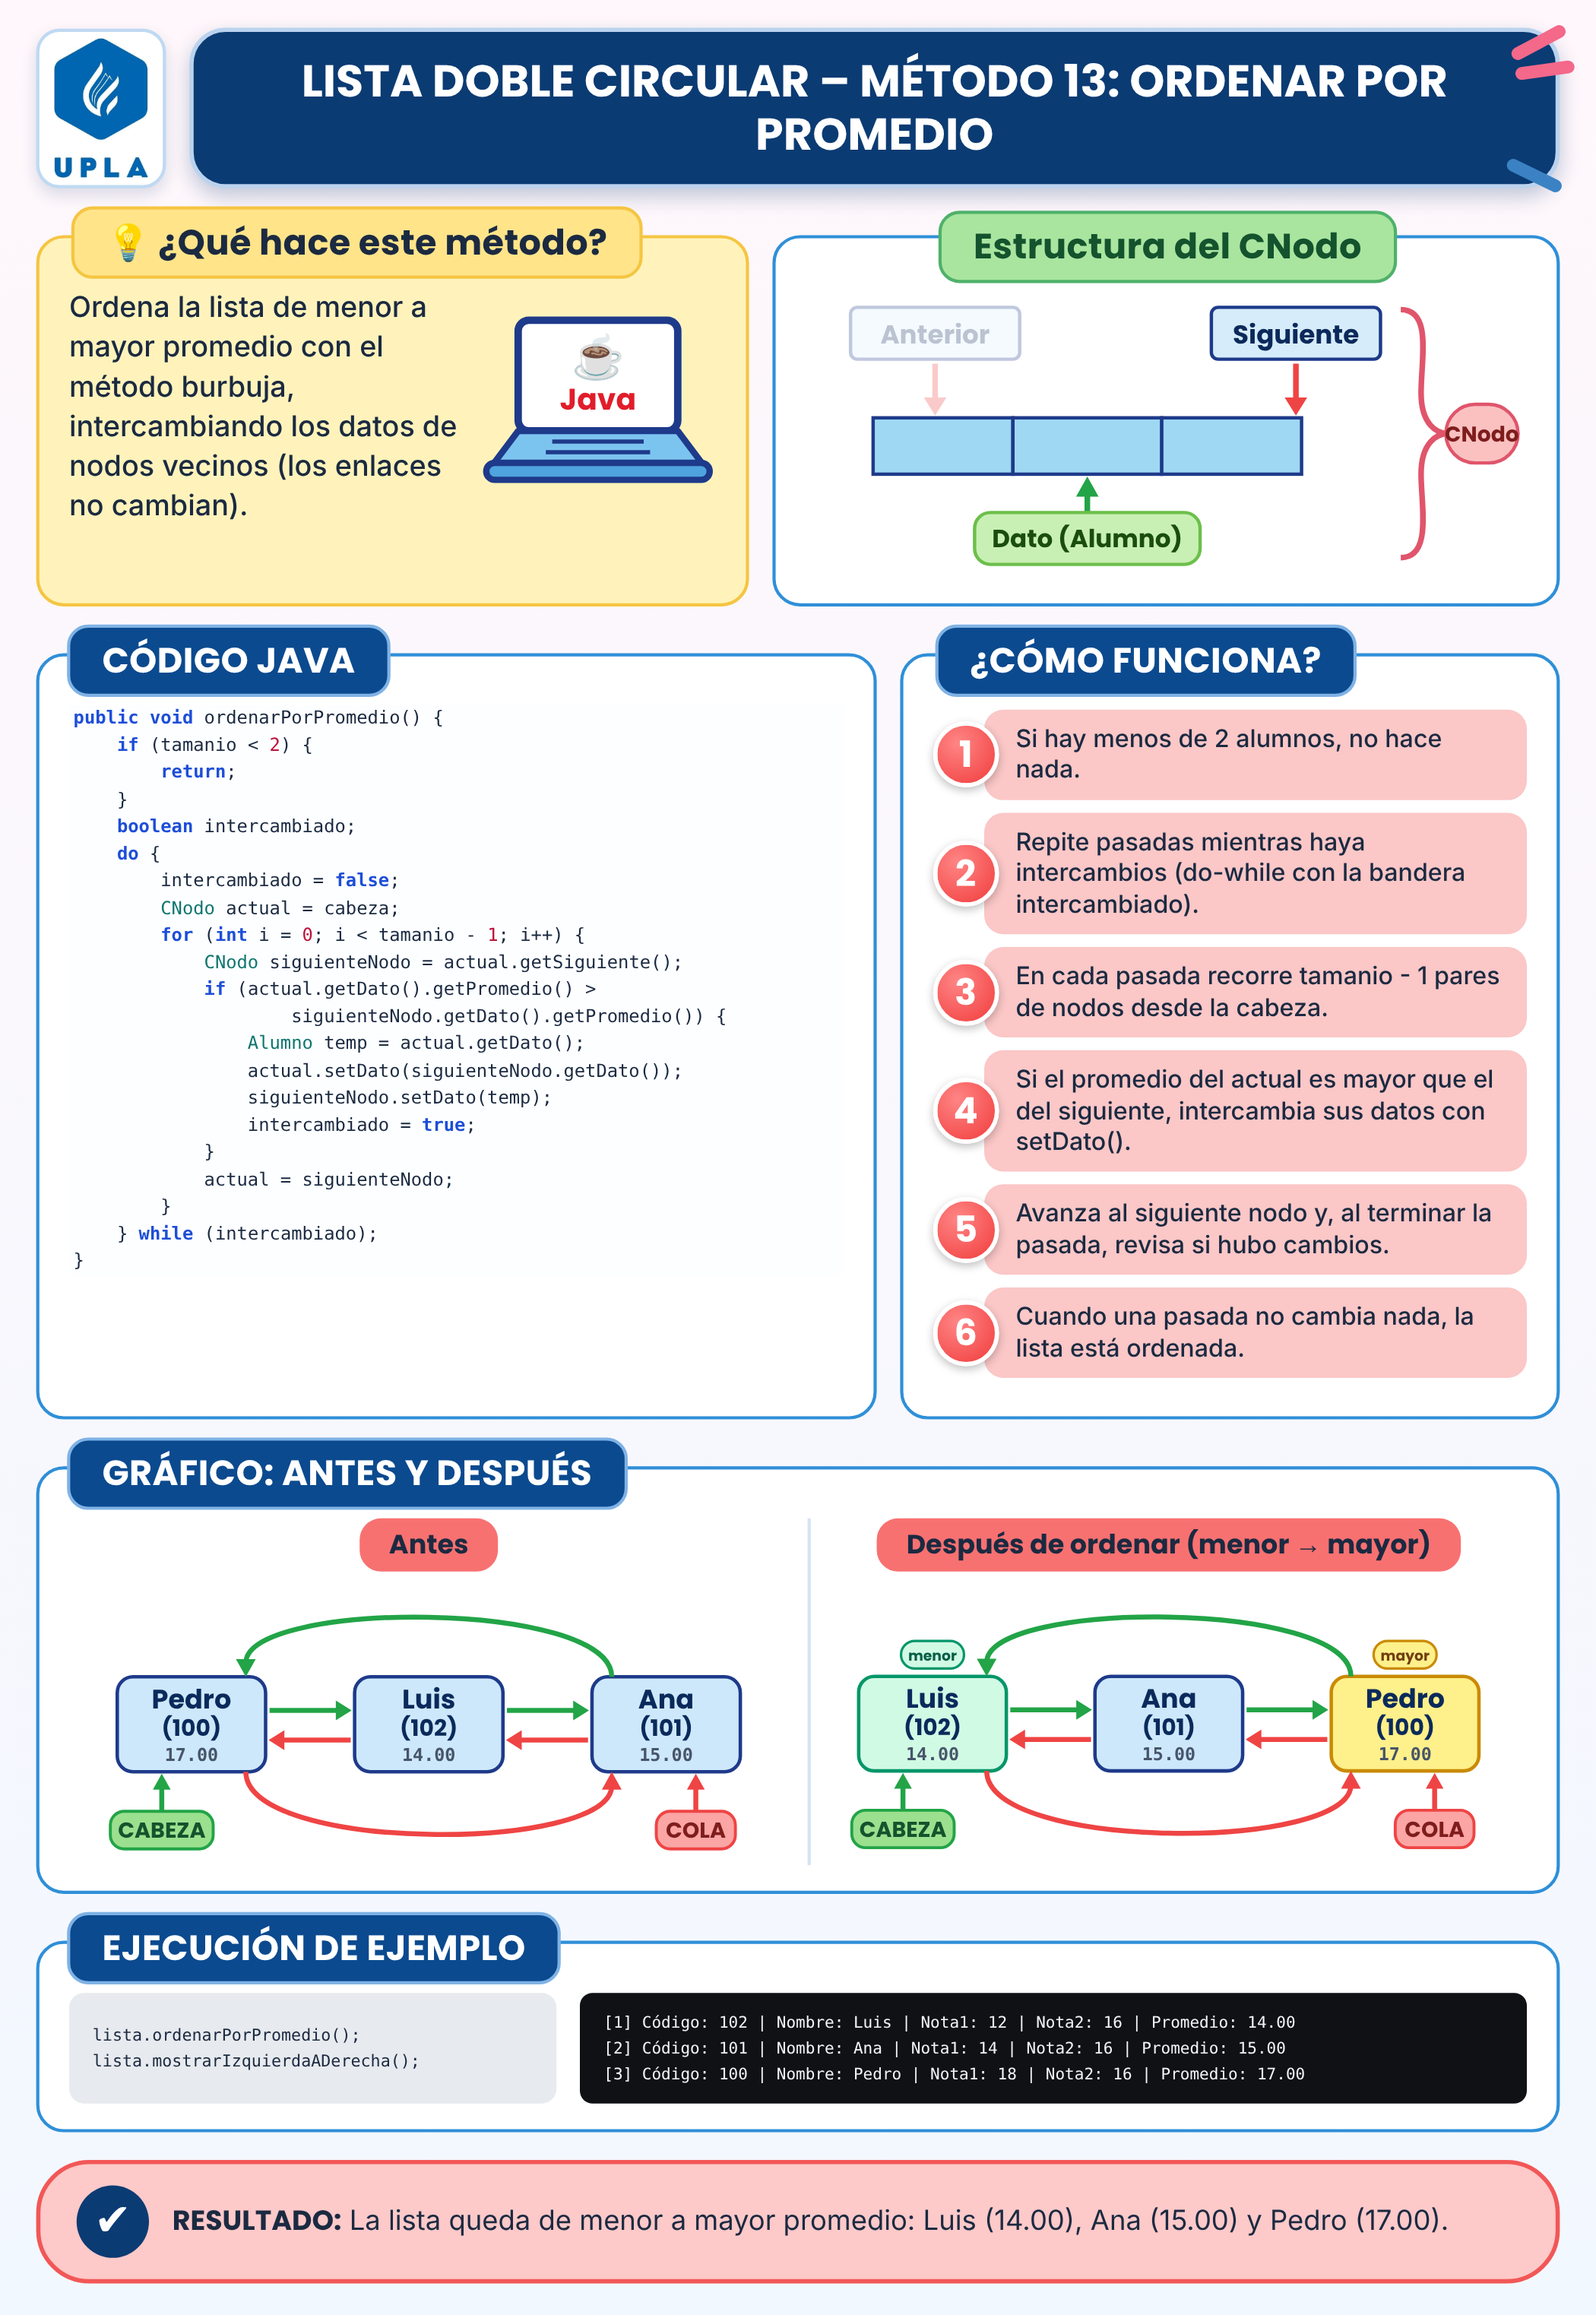 UPLA
LISTA DOBLE CIRCULAR – MÉTODO 13: ORDENAR POR
PROMEDIO
💡 ¿Qué hace este método?
Ordena la lista de menor a
mayor promedio con el
método burbuja,
intercambiando los datos de
nodos vecinos (los enlaces
no cambian).
Java
Estructura del CNodo
Anterior
Siguiente
CNodo
Dato (Alumno)
CÓDIGO JAVA
public void ordenarPorPromedio() {
    if (tamanio < 2) {
        return;
    }
    boolean intercambiado;
    do {
        intercambiado = false;
        CNodo actual = cabeza;
        for (int i = 0; i < tamanio - 1; i++) {
            CNodo siguienteNodo = actual.getSiguiente();
            if (actual.getDato().getPromedio() >
                    siguienteNodo.getDato().getPromedio()) {
                Alumno temp = actual.getDato();
                actual.setDato(siguienteNodo.getDato());
                siguienteNodo.setDato(temp);
                intercambiado = true;
            }
            actual = siguienteNodo;
        }
    } while (intercambiado);
}
¿CÓMO FUNCIONA?
1
Si hay menos de 2 alumnos, no hace
nada.
2
Repite pasadas mientras haya
intercambios (do-while con la bandera
intercambiado).
3
En cada pasada recorre tamanio - 1 pares
de nodos desde la cabeza.
4
Si el promedio del actual es mayor que el
del siguiente, intercambia sus datos con
setDato().
5
Avanza al siguiente nodo y, al terminar la
pasada, revisa si hubo cambios.
6
Cuando una pasada no cambia nada, la
lista está ordenada.
GRÁFICO: ANTES Y DESPUÉS
Antes
Pedro
(100)
17.00
Luis
(102)
14.00
Ana
(101)
15.00
CABEZA
COLA
Después de ordenar (menor → mayor)
menor
mayor
Luis
(102)
14.00
Ana
(101)
15.00
Pedro
(100)
17.00
CABEZA
COLA
EJECUCIÓN DE EJEMPLO
lista.ordenarPorPromedio();
lista.mostrarIzquierdaADerecha();
[1] Código: 102 | Nombre: Luis | Nota1: 12 | Nota2: 16 | Promedio: 14.00
[2] Código: 101 | Nombre: Ana | Nota1: 14 | Nota2: 16 | Promedio: 15.00
[3] Código: 100 | Nombre: Pedro | Nota1: 18 | Nota2: 16 | Promedio: 17.00
✔ RESULTADO: La lista queda de menor a mayor promedio: Luis (14.00), Ana (15.00) y Pedro (17.00).